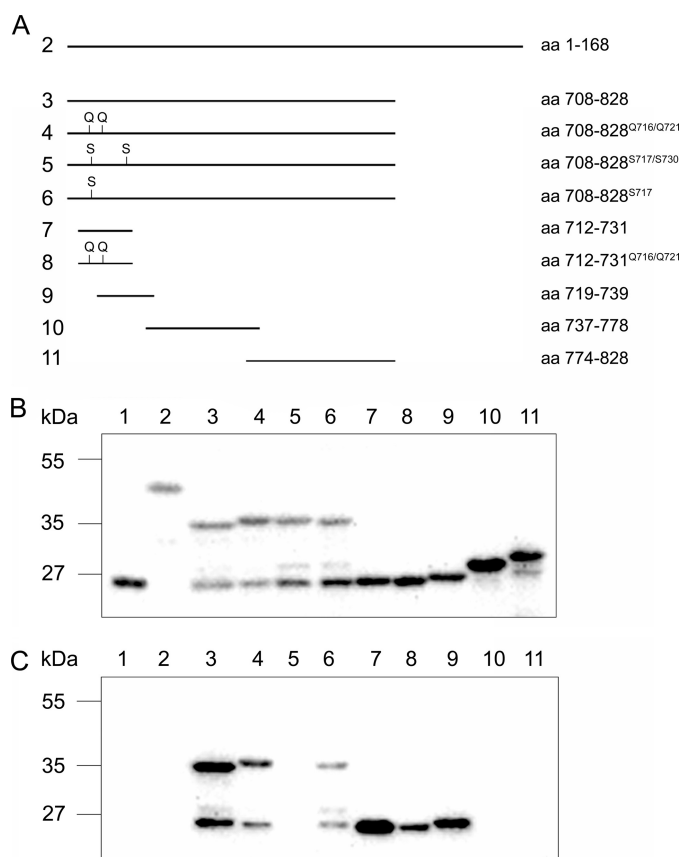 A
2 aa 1-168
3 aa 708-828
Q Q
4 aa 708-828Q716/Q721
S S
5 aa 708-828S717/S730
S
6 aa 708-828S717
7 aa 712-731
Q Q
8 aa 712-731Q716/Q721
9 aa 719-739
10 aa 737-778
11 aa 774-828
B
kDa 1 2 3 4 5 6 7 8 9 10 11
55
35
27
C
kDa 1 2 3 4 5 6 7 8 9 10 11
55
35
27